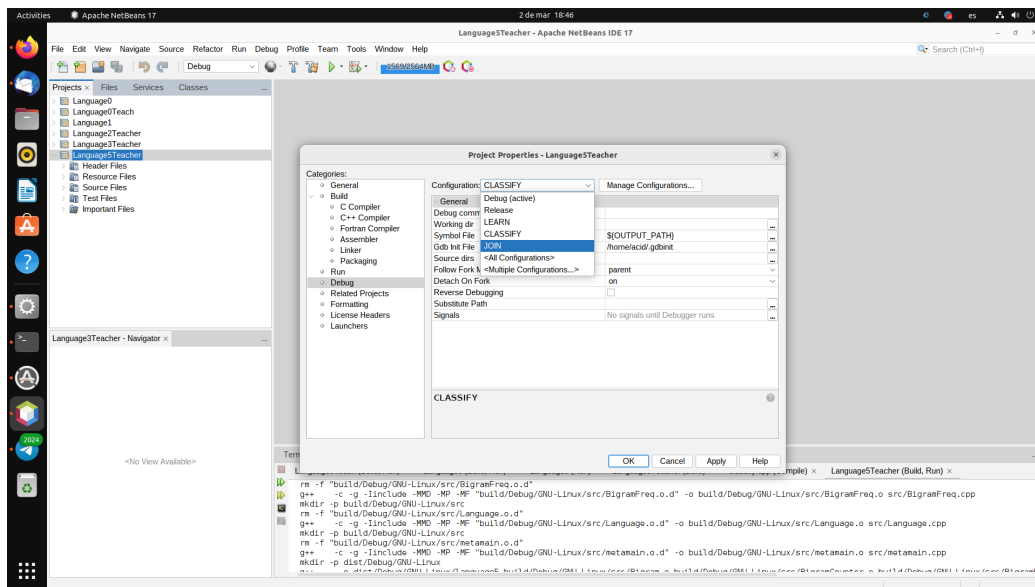 Activities
Apache NetBeans 17
2 de mar 18:46
es
Language5Teacher - Apache NetBeans IDE 17
File Edit View Navigate Source Refactor Run Debug Profile Team Tools Window Help
Search (Ctrl+I)
Debug
1569/2564MB
Projects Files Services Classes
Language0
Language0Teach
Language1
Language2Teacher
Language3Teacher
Language5Teacher
Header Files
Resource Files
Source Files
Test Files
Important Files
Language3Teacher - Navigator
<No View Available>
2024
Project Properties - Language5Teacher
Categories:
General
Build
C Compiler
C++ Compiler
Fortran Compiler
Assembler
Linker
Packaging
Run
Debug
Related Projects
Formatting
License Headers
Launchers
Configuration: CLASSIFY
Manage Configurations...
Debug (active)
Release
LEARN
CLASSIFY
JOIN
<All Configurations>
<Multiple Configurations...>
General
Debug comm
Working dir
Symbol File ${OUTPUT_PATH}
Gdb Init File /home/acid/.gdbinit
Source dirs
Follow Fork M parent
Detach On Fork on
Reverse Debugging
Substitute Path
Signals No signals until Debugger runs
CLASSIFY
OK Cancel Apply Help
Term
Language5Teacher (Build, Run)
rm -f "build/Debug/GNU-Linux/src/BigramFreq.o.d"
g++ -c -g -Iinclude -MMD -MP -MF "build/Debug/GNU-Linux/src/BigramFreq.o.d" -o build/Debug/GNU-Linux/src/BigramFreq.o src/BigramFreq.cpp
mkdir -p build/Debug/GNU-Linux/src
rm -f "build/Debug/GNU-Linux/src/Language.o.d"
g++ -c -g -Iinclude -MMD -MP -MF "build/Debug/GNU-Linux/src/Language.o.d" -o build/Debug/GNU-Linux/src/Language.o src/Language.cpp
mkdir -p build/Debug/GNU-Linux/src
rm -f "build/Debug/GNU-Linux/src/metamain.o.d"
g++ -c -g -Iinclude -MMD -MP -MF "build/Debug/GNU-Linux/src/metamain.o.d" -o build/Debug/GNU-Linux/src/metamain.o src/metamain.cpp
mkdir -p dist/Debug/GNU-Linux